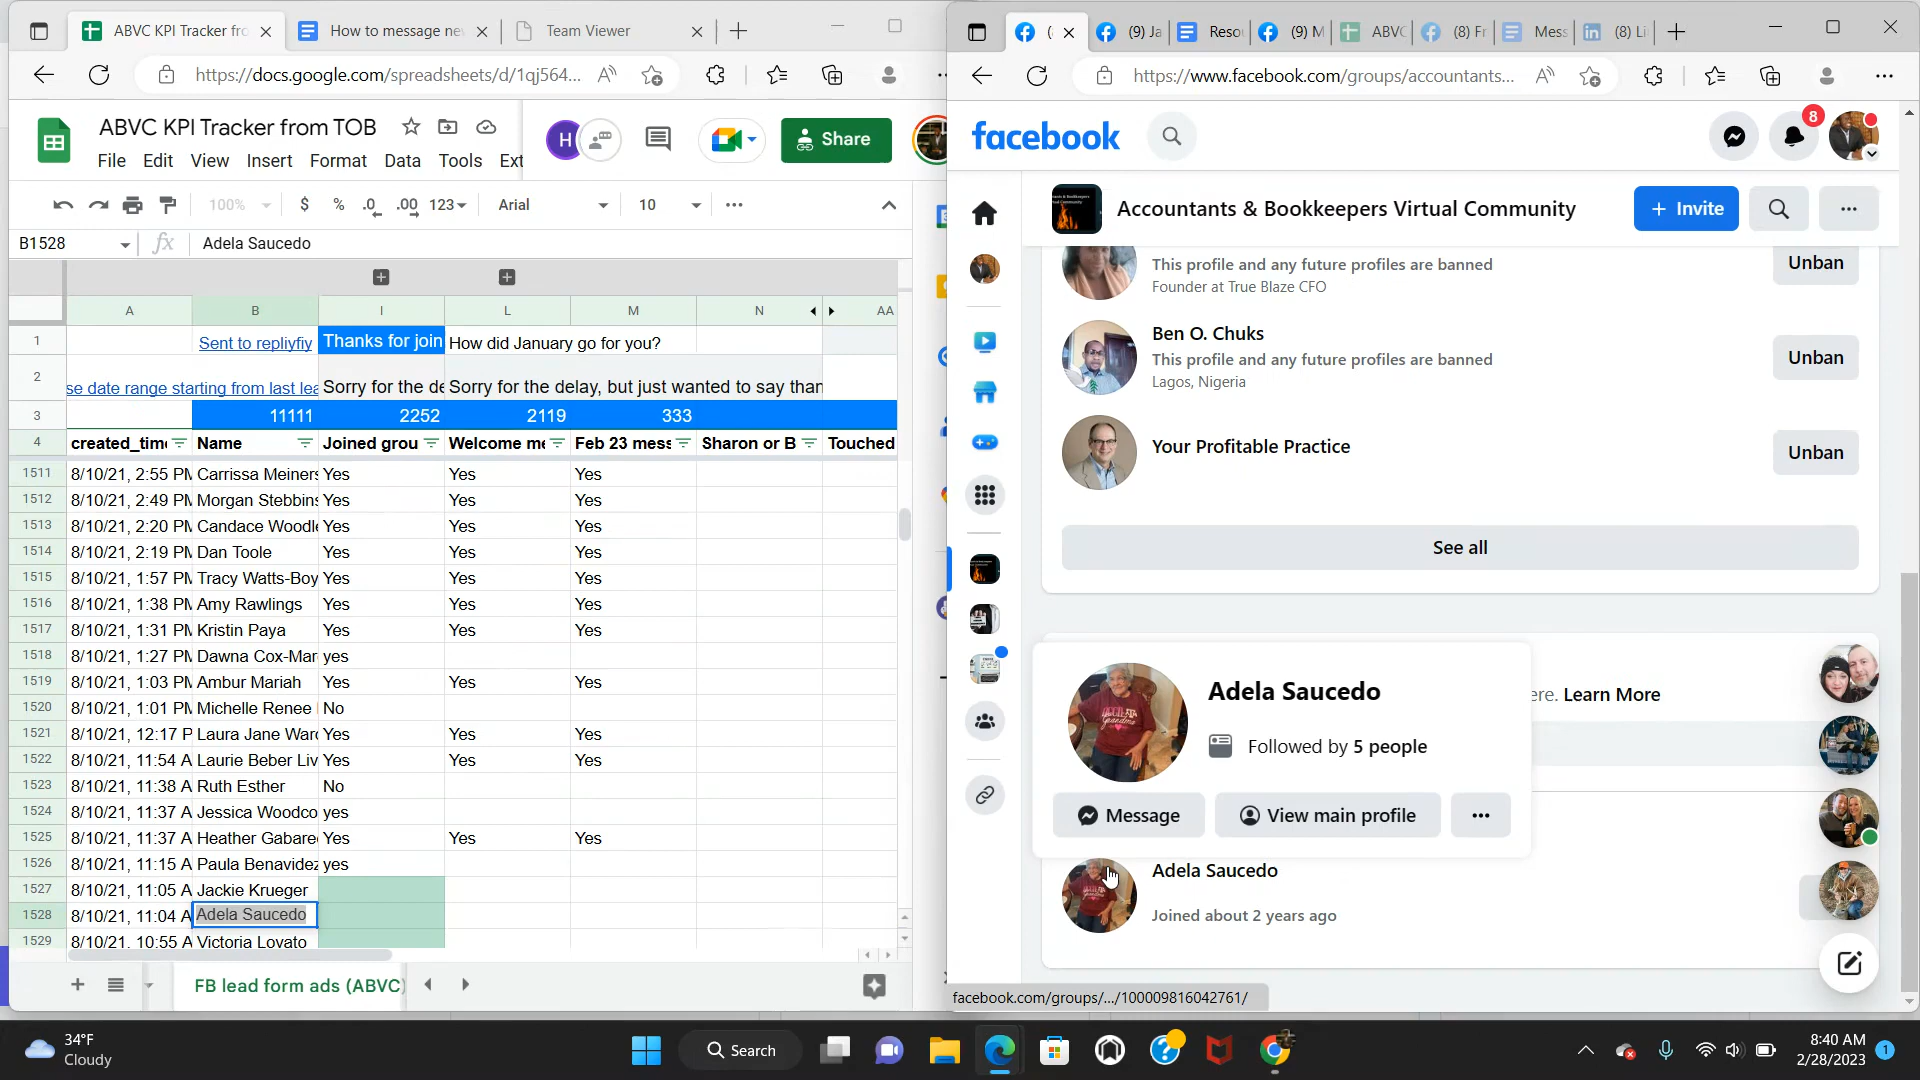 ABVC KPI Tracker fro
How to message ne
Team Viewer
https://docs.google.com/spreadsheets/d/1qj564...
ABVC KPI Tracker from TOB
File Edit View Insert Format Data Tools Ext
H
Share
100% $ % .0 .00 123 Arial 10
B1528 fx Adela Saucedo
A B I L M N AA
1 Sent to repliyfiy Thanks for join How did January go for you?
2 se date range starting from last lea Sorry for the de Sorry for the delay, but just wanted to say than
3 11111 2252 2119 333
4 created_time Name Joined grou Welcome me Feb 23 mess Sharon or B Touched
1511 8/10/21, 2:55 PM Carrissa Meiners Yes Yes Yes
1512 8/10/21, 2:49 PM Morgan Stebbins Yes Yes Yes
1513 8/10/21, 2:20 PM Candace Woodle Yes Yes Yes
1514 8/10/21, 2:19 PM Dan Toole Yes Yes Yes
1515 8/10/21, 1:57 PM Tracy Watts-Boy Yes Yes Yes
1516 8/10/21, 1:38 PM Amy Rawlings Yes Yes Yes
1517 8/10/21, 1:31 PM Kristin Paya Yes Yes Yes
1518 8/10/21, 1:27 PM Dawna Cox-Mar yes
1519 8/10/21, 1:03 PM Ambur Mariah Yes Yes Yes
1520 8/10/21, 1:01 PM Michelle Renee No
1521 8/10/21, 12:17 P Laura Jane Ward Yes Yes Yes
1522 8/10/21, 11:54 A Laurie Beber Liv Yes Yes Yes
1523 8/10/21, 11:38 A Ruth Esther No
1524 8/10/21, 11:37 A Jessica Woodco yes
1525 8/10/21, 11:37 A Heather Gabare Yes Yes Yes
1526 8/10/21, 11:15 A Paula Benavidez yes
1527 8/10/21, 11:05 A Jackie Krueger
1528 8/10/21, 11:04 A Adela Saucedo
1529 8/10/21, 10:55 A Victoria Lovato
FB lead form ads (ABVC)
(9) Ja
Resou
(9) M
ABVC
(8) Fr
Mess
(8) Li
https://www.facebook.com/groups/accountants...
facebook
8
Accountants & Bookkeepers Virtual Community
Invite
This profile and any future profiles are banned
Founder at True Blaze CFO
Unban
Ben O. Chuks
This profile and any future profiles are banned
Lagos, Nigeria
Unban
Your Profitable Practice
Unban
See all
Adela Saucedo
Followed by 5 people
Message
View main profile
ere. Learn More
Adela Saucedo
Joined about 2 years ago
facebook.com/groups/.../100009816042761/
34°F
Cloudy
Search
8:40 AM
2/28/2023
1